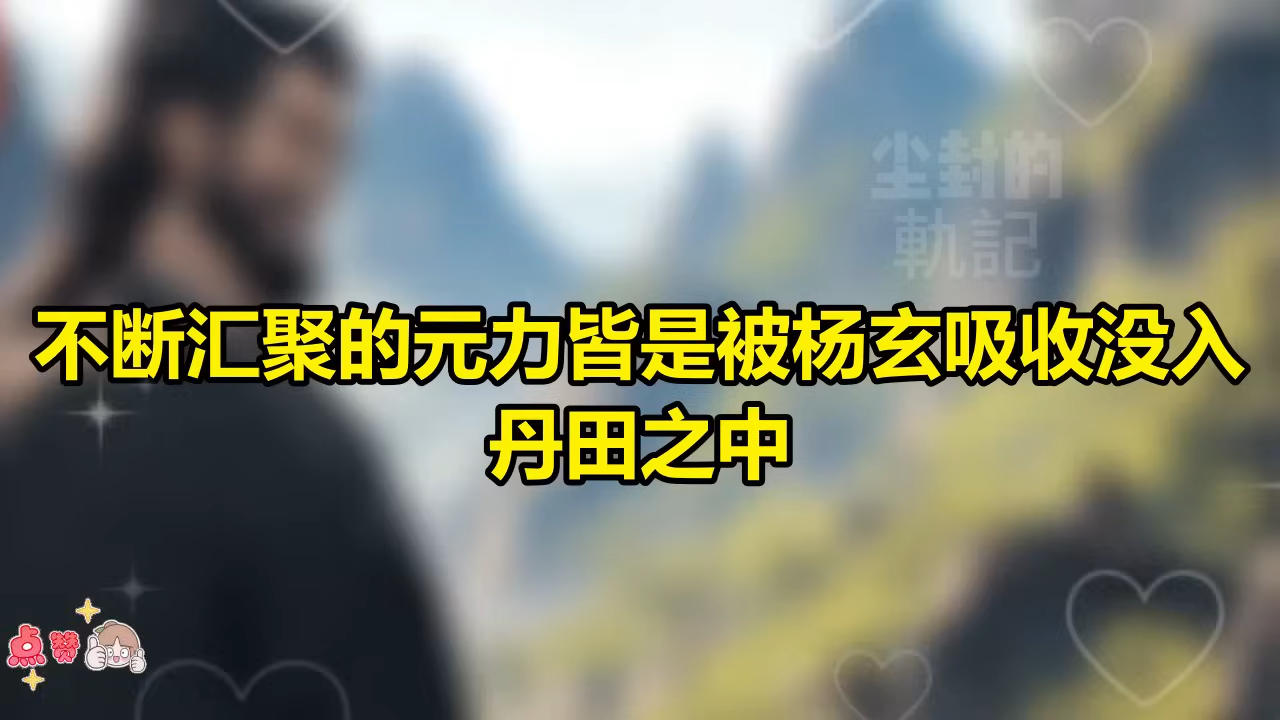 尘封的
軌記
不断汇聚的元力皆是被杨玄吸收没入
丹田之中
点赞